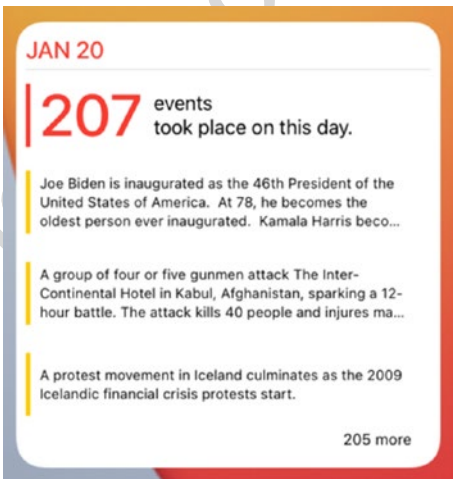 JAN 20
207 events
took place on this day.
Joe Biden is inaugurated as the 46th President of the
United States of America.  At 78, he becomes the
oldest person ever inaugurated.  Kamala Harris beco...
A group of four or five gunmen attack The Inter-
Continental Hotel in Kabul, Afghanistan, sparking a 12-
hour battle. The attack kills 40 people and injures ma...
A protest movement in Iceland culminates as the 2009
Icelandic financial crisis protests start.
205 more